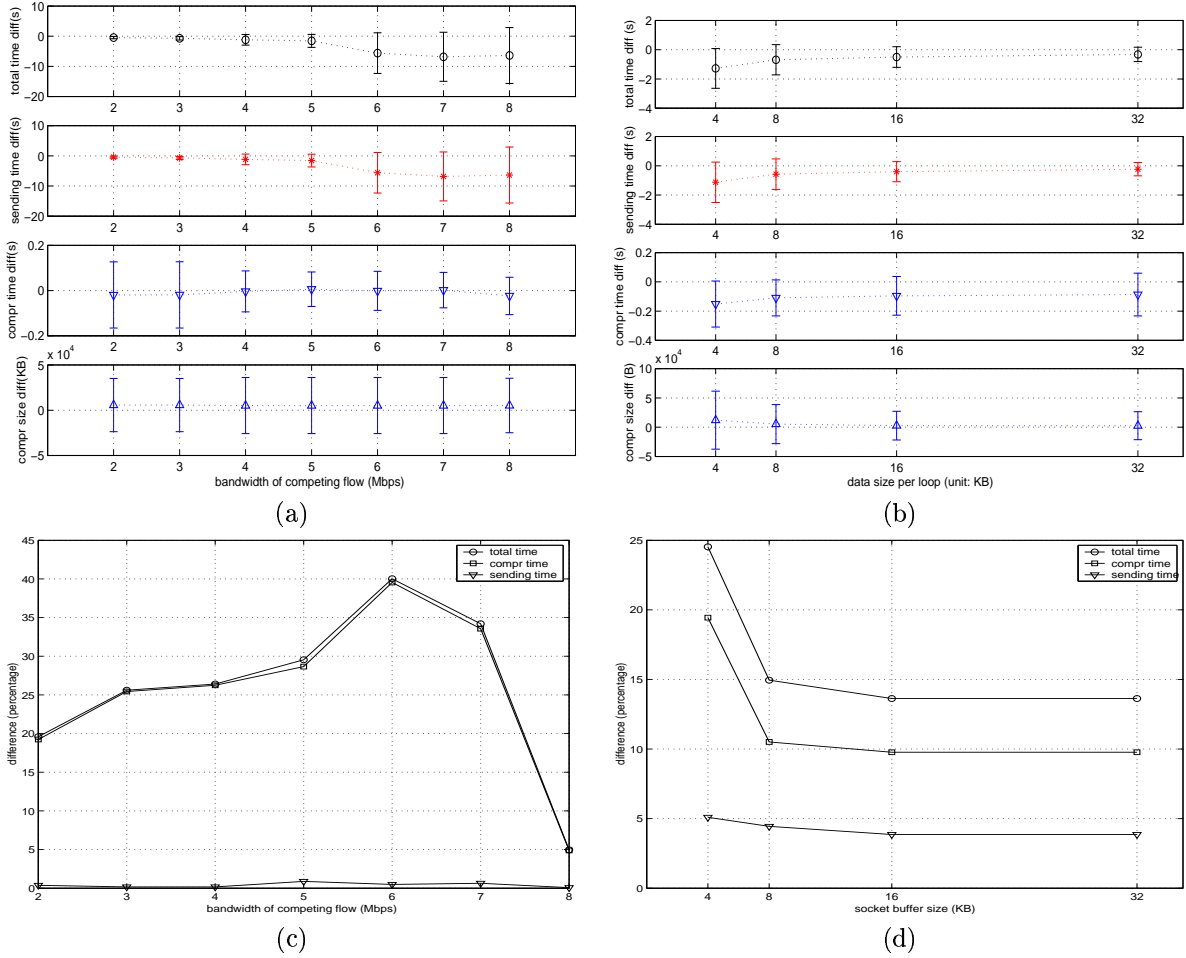 total time diff(s)
10
0
−10
−20
2 3 4 5 6 7 8
sending time diff(s)
10
0
−10
−20
2 3 4 5 6 7 8
compr time diff(s)
0.2
0
−0.2
2 3 4 5 6 7 8
x 10^4
compr size diff(KB)
5
0
−5
2 3 4 5 6 7 8
bandwidth of competing flow (Mbps)
(a)
total time diff (s)
2
0
−2
−4
4 8 16 32
sending time diff (s)
2
0
−2
−4
4 8 16 32
compr time diff (s)
0.2
0
−0.2
−0.4
4 8 16 32
x 10^4
compr size diff (B)
10
5
0
−5
4 8 16 32
data size per loop (unit: KB)
(b)
difference (percentage)
45
40
35
30
25
20
15
10
5
0
total time
compr time
sending time
2 3 4 5 6 7 8
bandwidth of competing flow (Mbps)
(c)
difference (percentage)
25
20
15
10
5
0
total time
compr time
sending time
4 8 16 32
socket buffer size (KB)
(d)